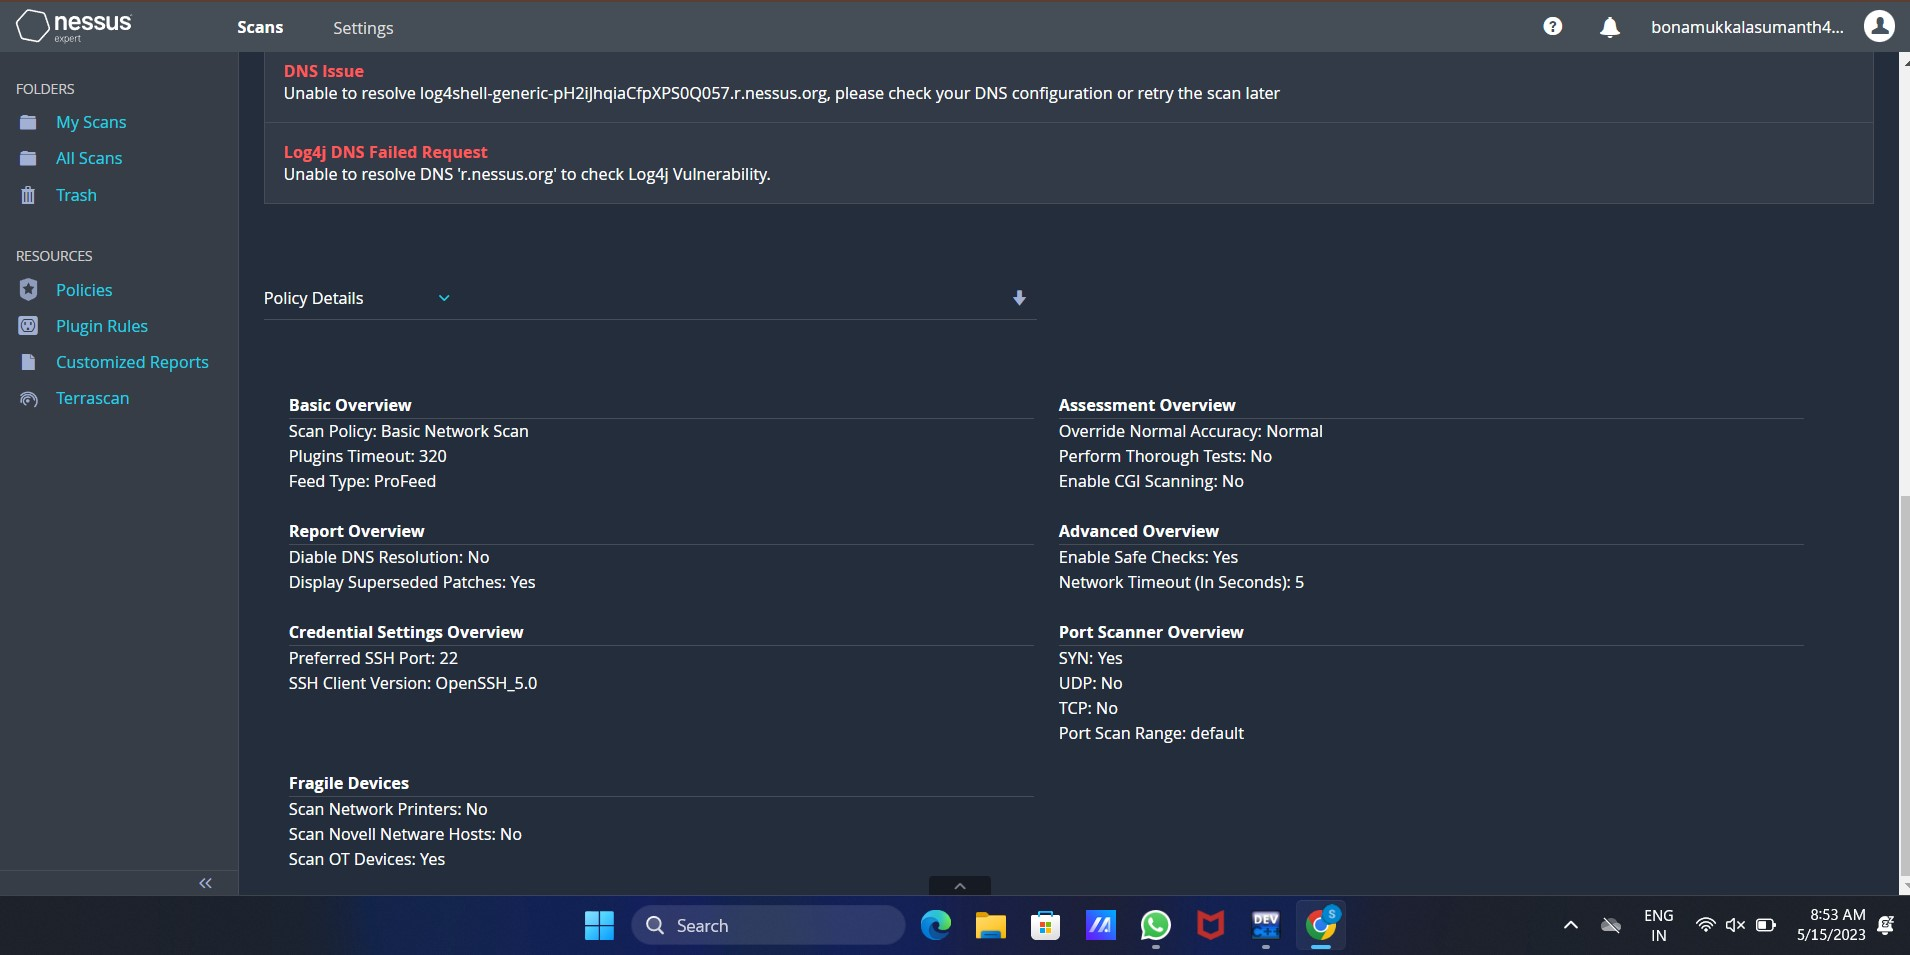 nessus
expert
Scans
Settings
bonamukkalasumanth4...
FOLDERS
My Scans
All Scans
Trash
RESOURCES
Policies
Plugin Rules
Customized Reports
Terrascan
DNS Issue
Unable to resolve log4shell-generic-pH2iJhqiaCfpXPS0Q057.r.nessus.org, please check your DNS configuration or retry the scan later
Log4j DNS Failed Request
Unable to resolve DNS 'r.nessus.org' to check Log4j Vulnerability.
Policy Details
Basic Overview
Scan Policy: Basic Network Scan
Plugins Timeout: 320
Feed Type: ProFeed
Assessment Overview
Override Normal Accuracy: Normal
Perform Thorough Tests: No
Enable CGI Scanning: No
Report Overview
Diable DNS Resolution: No
Display Superseded Patches: Yes
Advanced Overview
Enable Safe Checks: Yes
Network Timeout (In Seconds): 5
Credential Settings Overview
Preferred SSH Port: 22
SSH Client Version: OpenSSH_5.0
Port Scanner Overview
SYN: Yes
UDP: No
TCP: No
Port Scan Range: default
Fragile Devices
Scan Network Printers: No
Scan Novell Netware Hosts: No
Scan OT Devices: Yes
Search
DEV
C++
S
ENG
IN
8:53 AM
5/15/2023